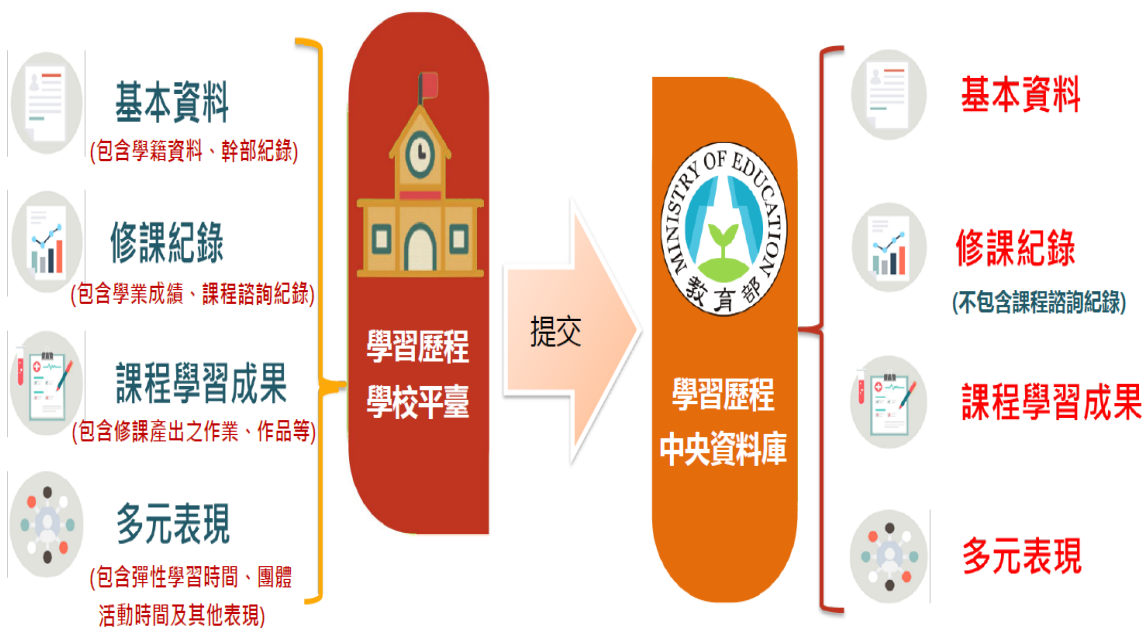 基本資料
(包含學籍資料、幹部紀錄)
修課紀錄
(包含學業成績、課程諮詢紀錄)
課程學習成果
(包含修課產出之作業、作品等)
多元表現
(包含彈性學習時間、團體
活動時間及其他表現)
學習歷程
學校平臺
提交
MINISTRY OF EDUCATION
教育部
學習歷程
中央資料庫
基本資料
修課紀錄
(不包含課程諮詢紀錄)
課程學習成果
多元表現